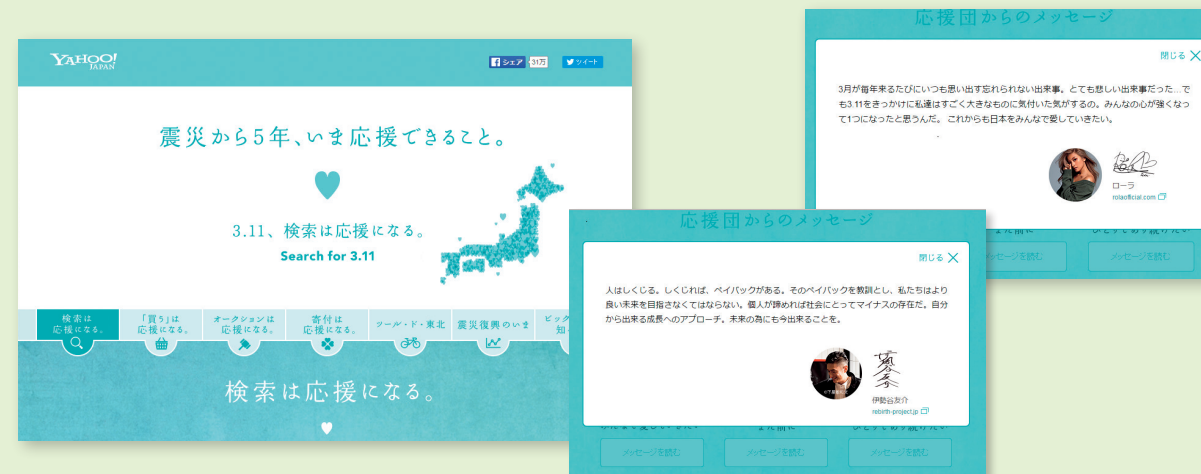 YAHOO!
JAPAN
シェア
31万
ツイート
震災から5年、いま応援できること。
3.11、検索は応援になる。
Search for 3.11
検索は
応援になる。
「買う」は
応援になる。
オークションは
応援になる。
寄付は
応援になる。
ツール・ド・東北
震災復興のいま
ビッグ
知
検索は応援になる。
応援団からのメッセージ
閉じる
人はしくじる。しくじれば、ペイバックがある。そのペイバックを教訓とし、私たちはより
良い未来を目指さなくてはならない。個人が諦めれば社会にとってマイナスの存在だ。自分
から出来る成長へのアプローチ。未来の為にも今出来ることを。
伊勢谷友介
rebirth-project.jp
メッセージを読む
メッセージを読む
メッセージを読む
応援団からのメッセージ
閉じる
3月が毎年来るたびにいつも思い出す忘れられない出来事。とても悲しい出来事だった…で
も3.11をきっかけに私達はすごく大きなものに気付いた気がするの。みんなの心が強くなっ
て1つになったと思うんだ。 これからも日本をみんなで愛していきたい。
ローラ
rolaofficial.com
メッセージを読む
メッセージを読む